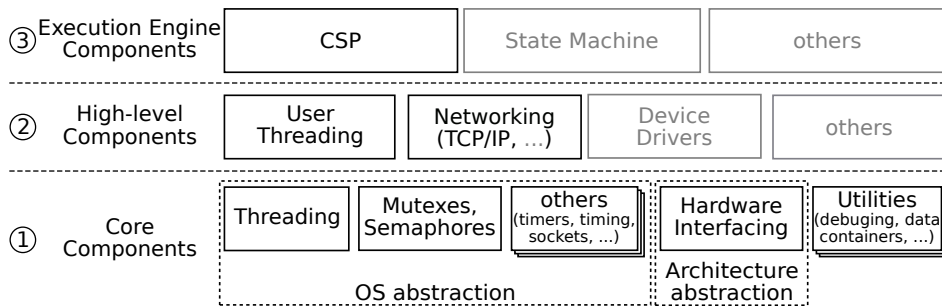 ③
Execution Engine
Components
CSP
State Machine
others
②
High-level
Components
User
Threading
Networking
(TCP/IP, ...)
Device
Drivers
others
①
Core
Components
Threading
Mutexes,
Semaphores
others
(timers, timing,
sockets, ...)
Hardware
Interfacing
Utilities
(debuging, data
containers, ...)
OS abstraction
Architecture
abstraction